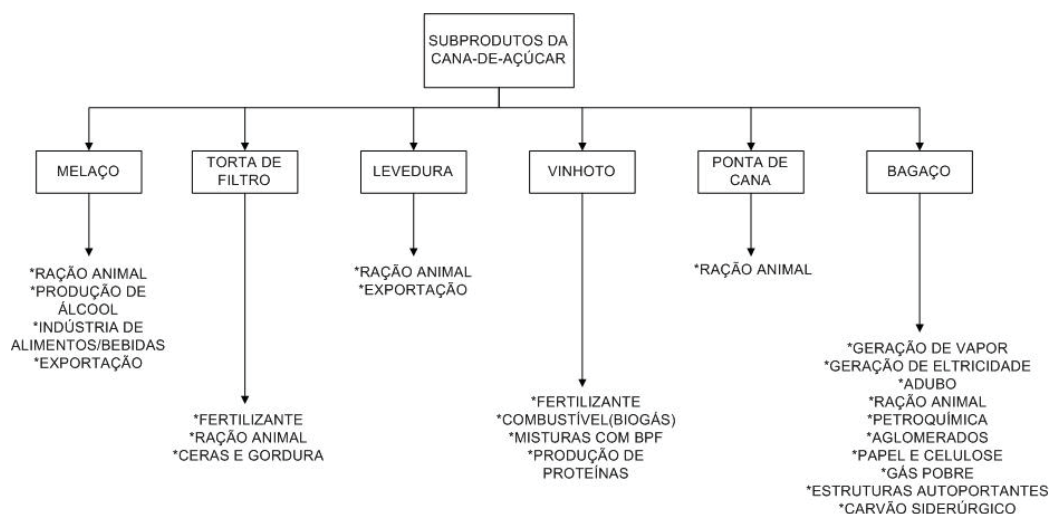 SUBPRODUTOS DA
CANA-DE-AÇÚCAR
MELAÇO
TORTA DE
FILTRO
LEVEDURA
VINHOTO
PONTA DE
CANA
BAGAÇO
*RAÇÃO ANIMAL
*PRODUÇÃO DE
ÁLCOOL
*INDÚSTRIA DE
ALIMENTOS/BEBIDAS
*EXPORTAÇÃO
*FERTILIZANTE
*RAÇÃO ANIMAL
*CERAS E GORDURA
*RAÇÃO ANIMAL
*EXPORTAÇÃO
*FERTILIZANTE
*COMBUSTÍVEL(BIOGÁS)
*MISTURAS COM BPF
*PRODUÇÃO DE
PROTEÍNAS
*RAÇÃO ANIMAL
*GERAÇÃO DE VAPOR
*GERAÇÃO DE ELTRICIDADE
*ADUBO
*RAÇÃO ANIMAL
*PETROQUÍMICA
*AGLOMERADOS
*PAPEL E CELULOSE
*GÁS POBRE
*ESTRUTURAS AUTOPORTANTES
*CARVÃO SIDERÚRGICO